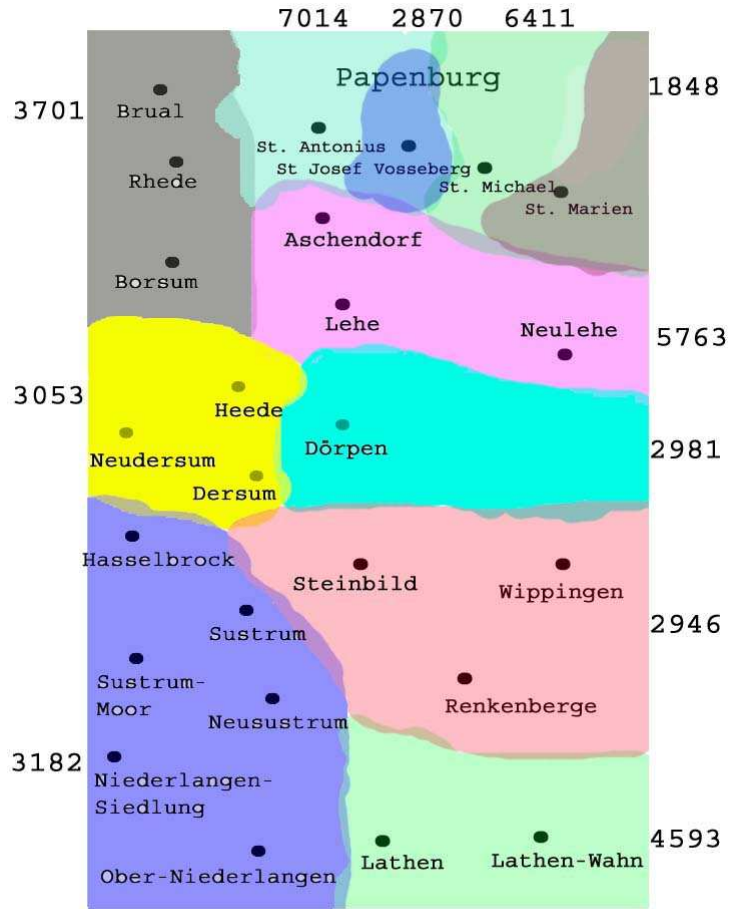 7014 2870 6411
Papenburg
1848
3701
Brual
St. Antonius
St Josef Vosseberg
Rhede
St. Michael
St. Marien
Aschendorf
Borsum
Lehe
Neulehe
5763
3053
Heede
Neudersum
Dörpen
2981
Dersum
Hasselbrock
Steinbild
Wippingen
Sustrum
2946
Sustrum-
Moor
Neusustrum
Renkenberge
3182
Niederlangen-
Siedlung
Lathen
Lathen-Wahn
4593
Ober-Niederlangen